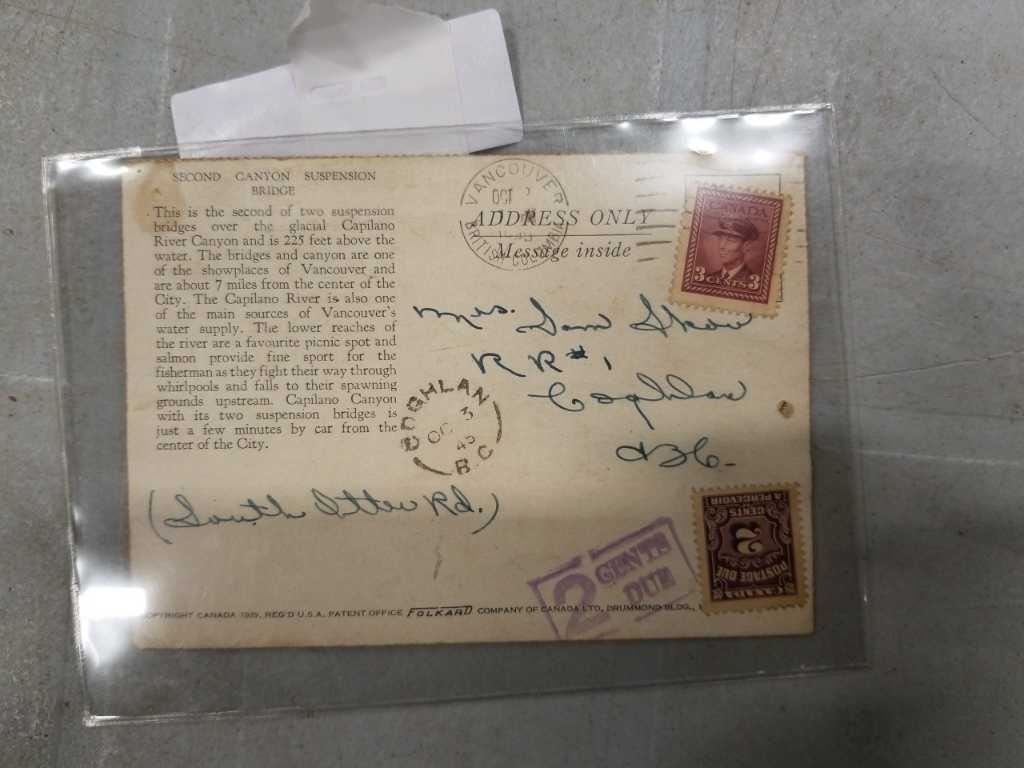 SECOND CANYON SUSPENSION
BRIDGE
This is the second of two suspension
bridges over the glacial Capilano
River Canyon and is 225 feet above the
water. The bridges and canyon are one
of the showplaces of Vancouver and
are about 7 miles from the center of the
City. The Capilano River is also one
of the main sources of Vancouver's
water supply. The lower reaches of
the river are a favourite picnic spot and
salmon provide fine sport for the
fisherman as they fight their way through
whirlpools and falls to their spawning
grounds upstream. Capilano Canyon
with its two suspension bridges is
just a few minutes by car from the
center of the City.
VANCOUVER
OCT
BRITISH COLUMBIA
ADDRESS ONLY
Message inside
CANADA
3 CENTS 3
Mrs. Sam
R R #1
Coghlan
B.C.
COGHLAN
OC 3
45
B.C
(South Otter Rd.)
2 CENTS
DUE
CANADA
POSTAGE DUE
2
CENTS
A PERCEVOIR
COPYRIGHT CANADA 1939, REG'D U.S.A. PATENT OFFICE FOLKARD COMPANY OF CANADA LTD, DRUMMOND BLDG.,